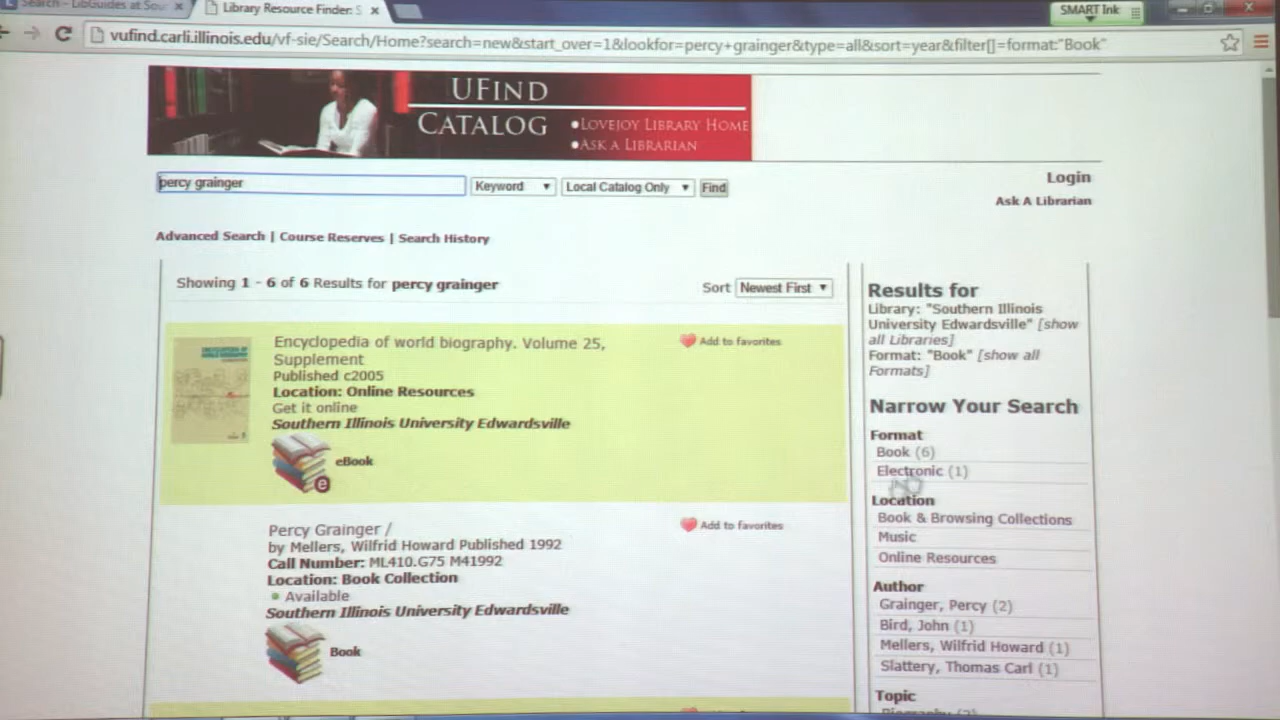 Search - LibGuides at Sou
Library Resource Finder: S
SMART Ink
vufind.carli.illinois.edu/vf-sie/Search/Home?search=new&start_over=1&lookfor=percy+grainger&type=all&sort=year&filter[]=format:"Book"
UFIND
CATALOG
•LOVEJOY LIBRARY HOME
•ASK A LIBRARIAN
percy grainger
Keyword
Local Catalog Only
Find
Login
Ask A Librarian
Advanced Search | Course Reserves | Search History
Showing 1 - 6 of 6 Results for percy grainger
Sort
Newest First
Encyclopedia of world biography. Volume 25,
Supplement
Published c2005
Location: Online Resources
Get it online
Southern Illinois University Edwardsville
eBook
Add to favorites
Percy Grainger /
by Mellers, Wilfrid Howard Published 1992
Call Number: ML410.G75 M41992
Location: Book Collection
Available
Southern Illinois University Edwardsville
Book
Add to favorites
Results for
Library: "Southern Illinois
University Edwardsville" [show
all Libraries]
Format: "Book" [show all
Formats]
Narrow Your Search
Format
Book (6)
Electronic (1)
Location
Book & Browsing Collections
Music
Online Resources
Author
Grainger, Percy (2)
Bird, John (1)
Mellers, Wilfrid Howard (1)
Slattery, Thomas Carl (1)
Topic